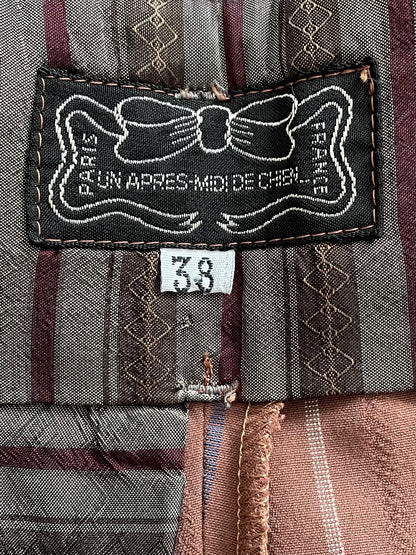 PARIS
FRANCE
UN APRES-MIDI DE CHIEN...
38